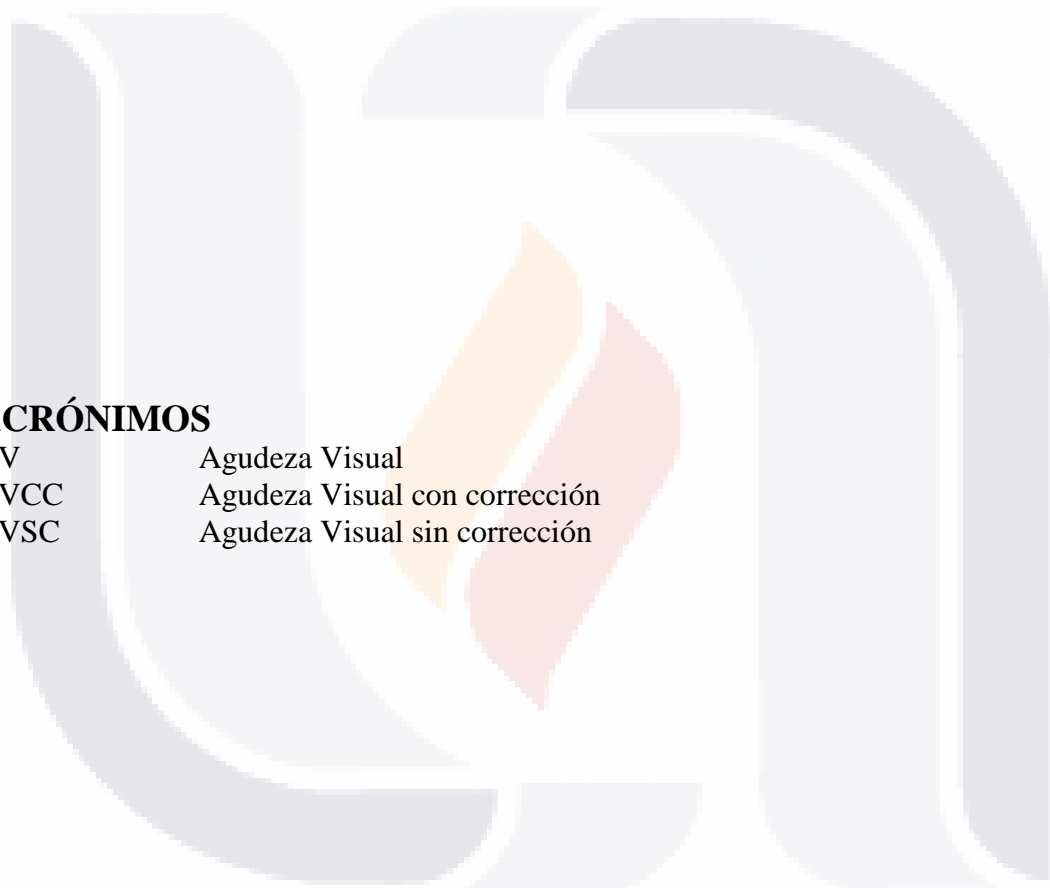 CRÓNIMOS
V Agudeza Visual
VCC Agudeza Visual con corrección
VSC Agudeza Visual sin corrección